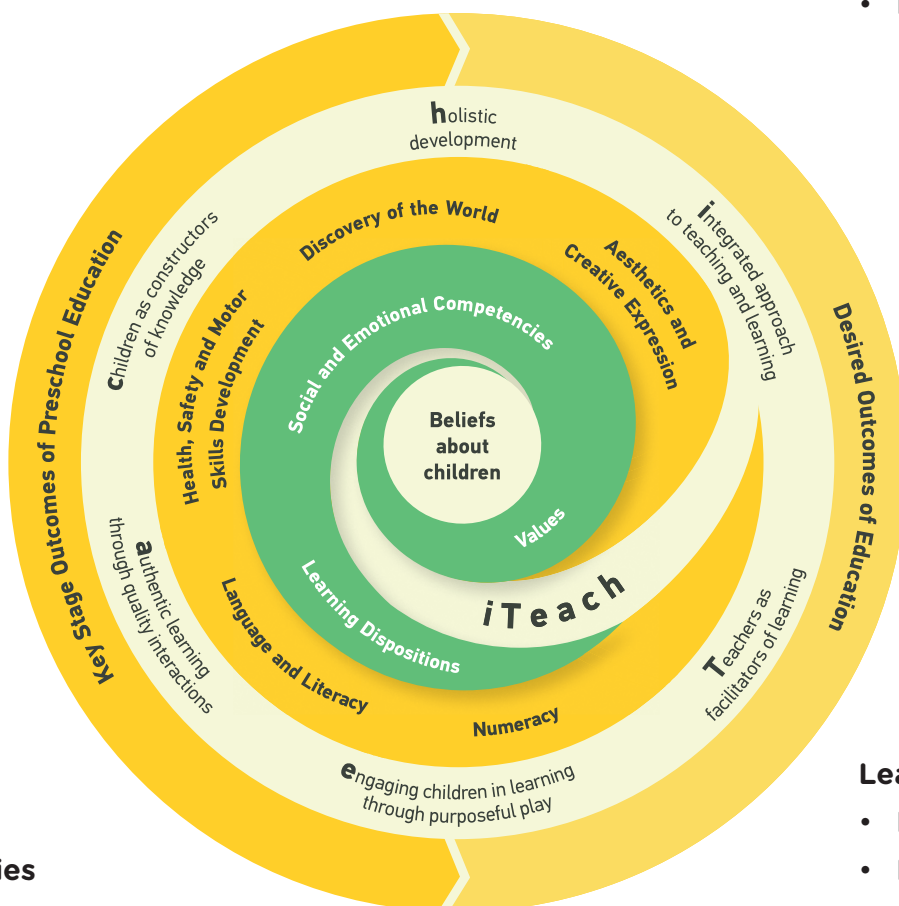 Key Stage Outcomes of Preschool Education
Desired Outcomes of Education
holistic
development
integrated approach
to teaching and learning
Teachers as
facilitators of learning
engaging children in learning
through purposeful play
authentic learning
through quality interactions
Children as constructors
of knowledge
Discovery of the World
Aesthetics and
Creative Expression
Numeracy
Language and Literacy
Health, Safety and Motor
Skills Development
Social and Emotional Competencies
Values
Learning Dispositions
iTeach
Beliefs
about
children